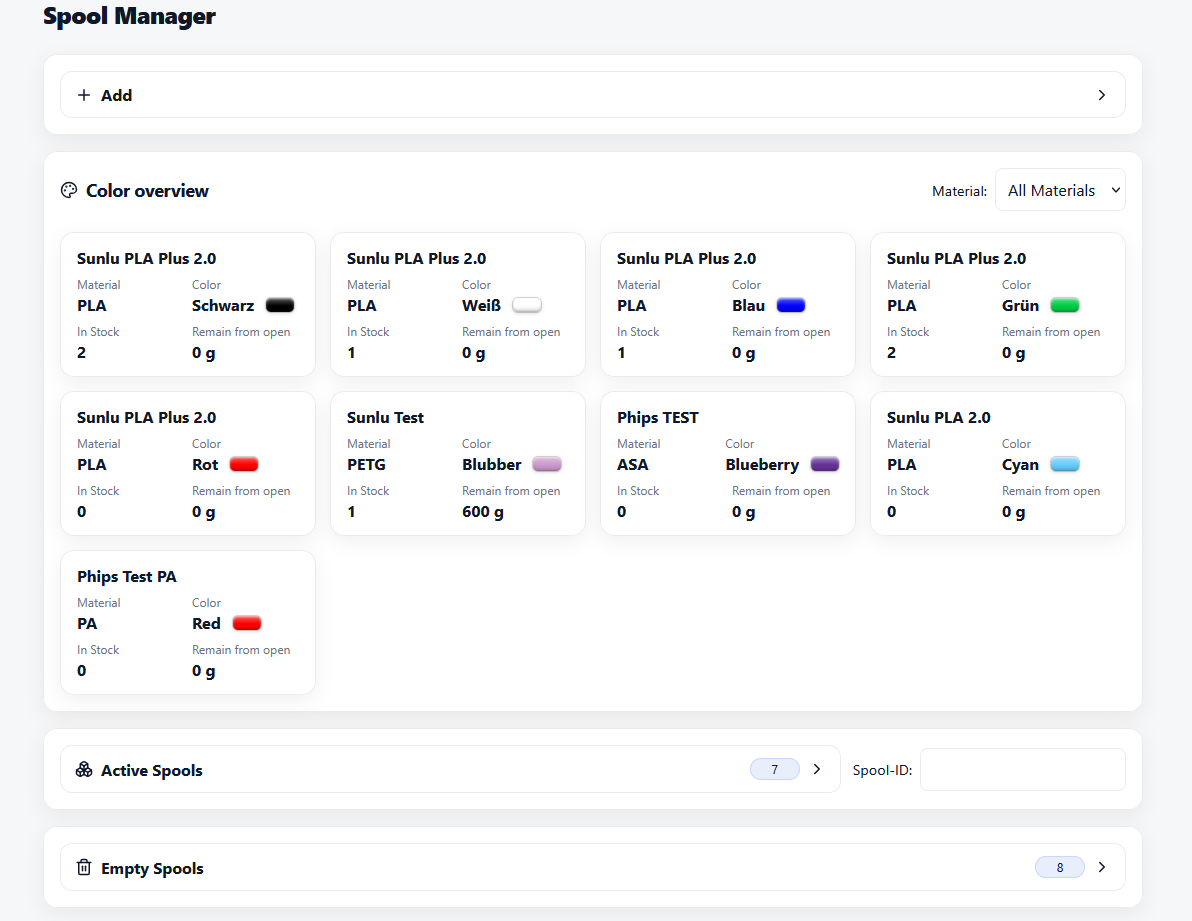 Spool Manager
Add
Color overview
Material: All Materials
Sunlu PLA Plus 2.0
Material Color
PLA Schwarz
In Stock Remain from open
2 0 g
Sunlu PLA Plus 2.0
Material Color
PLA Weiß
In Stock Remain from open
1 0 g
Sunlu PLA Plus 2.0
Material Color
PLA Blau
In Stock Remain from open
1 0 g
Sunlu PLA Plus 2.0
Material Color
PLA Grün
In Stock Remain from open
2 0 g
Sunlu PLA Plus 2.0
Material Color
PLA Rot
In Stock Remain from open
0 0 g
Sunlu Test
Material Color
PETG Blubber
In Stock Remain from open
1 600 g
Phips TEST
Material Color
ASA Blueberry
In Stock Remain from open
0 0 g
Sunlu PLA 2.0
Material Color
PLA Cyan
In Stock Remain from open
0 0 g
Phips Test PA
Material Color
PA Red
In Stock Remain from open
0 0 g
Active Spools 7 Spool-ID:
Empty Spools 8